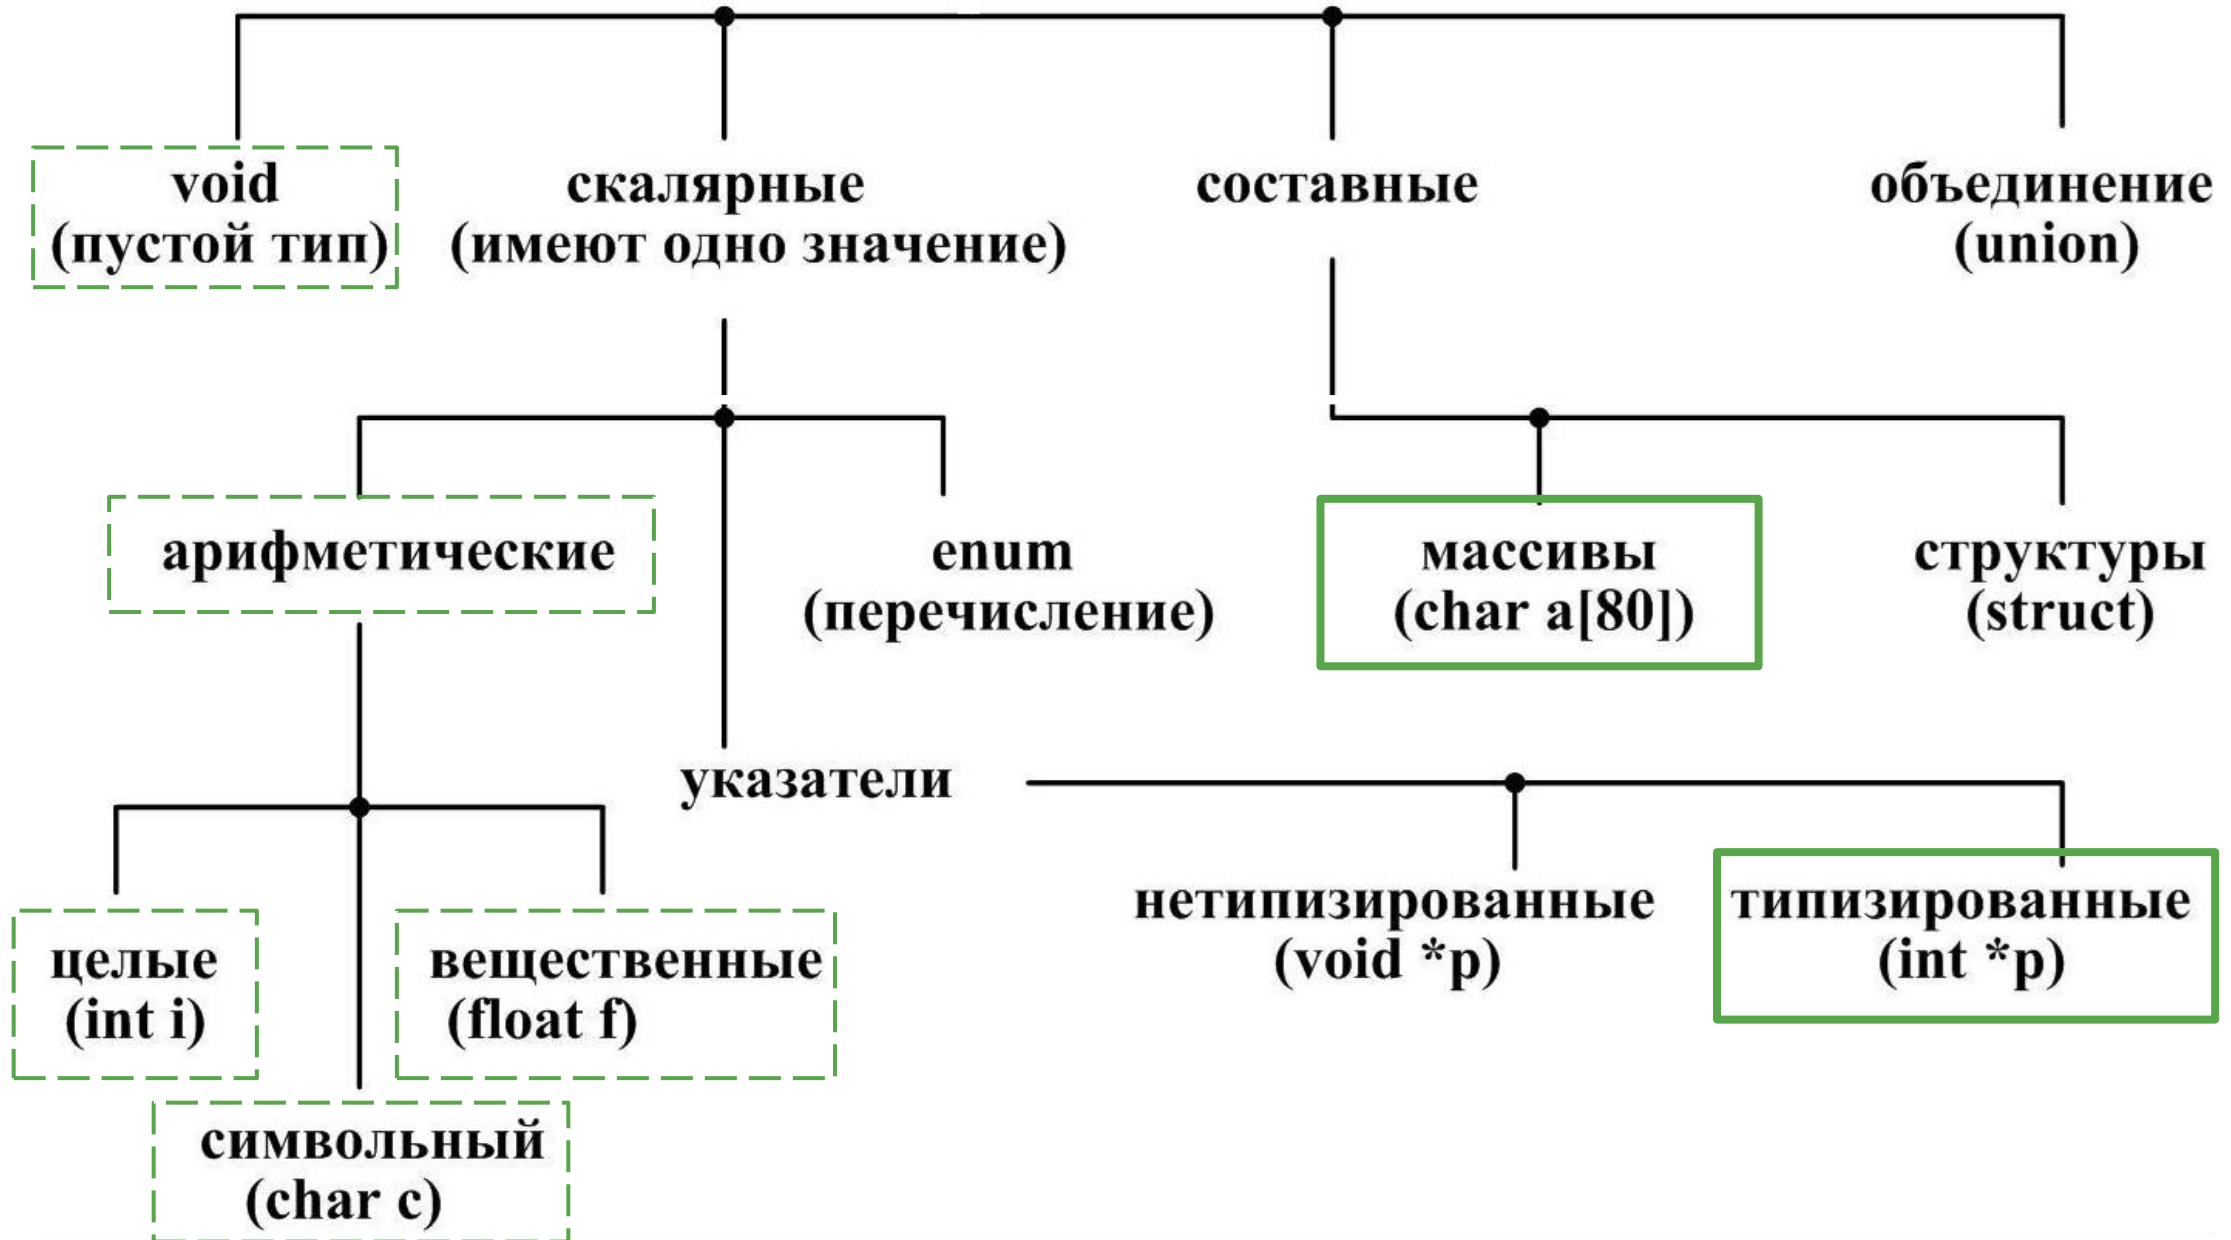 void
(пустой тип)
скалярные
(имеют одно значение)
составные
объединение
(union)
арифметические
enum
(перечисление)
массивы
(char a[80])
структуры
(struct)
указатели
нетипизированные
(void *p)
типизированные
(int *p)
целые
(int i)
вещественные
(float f)
символьный
(char c)